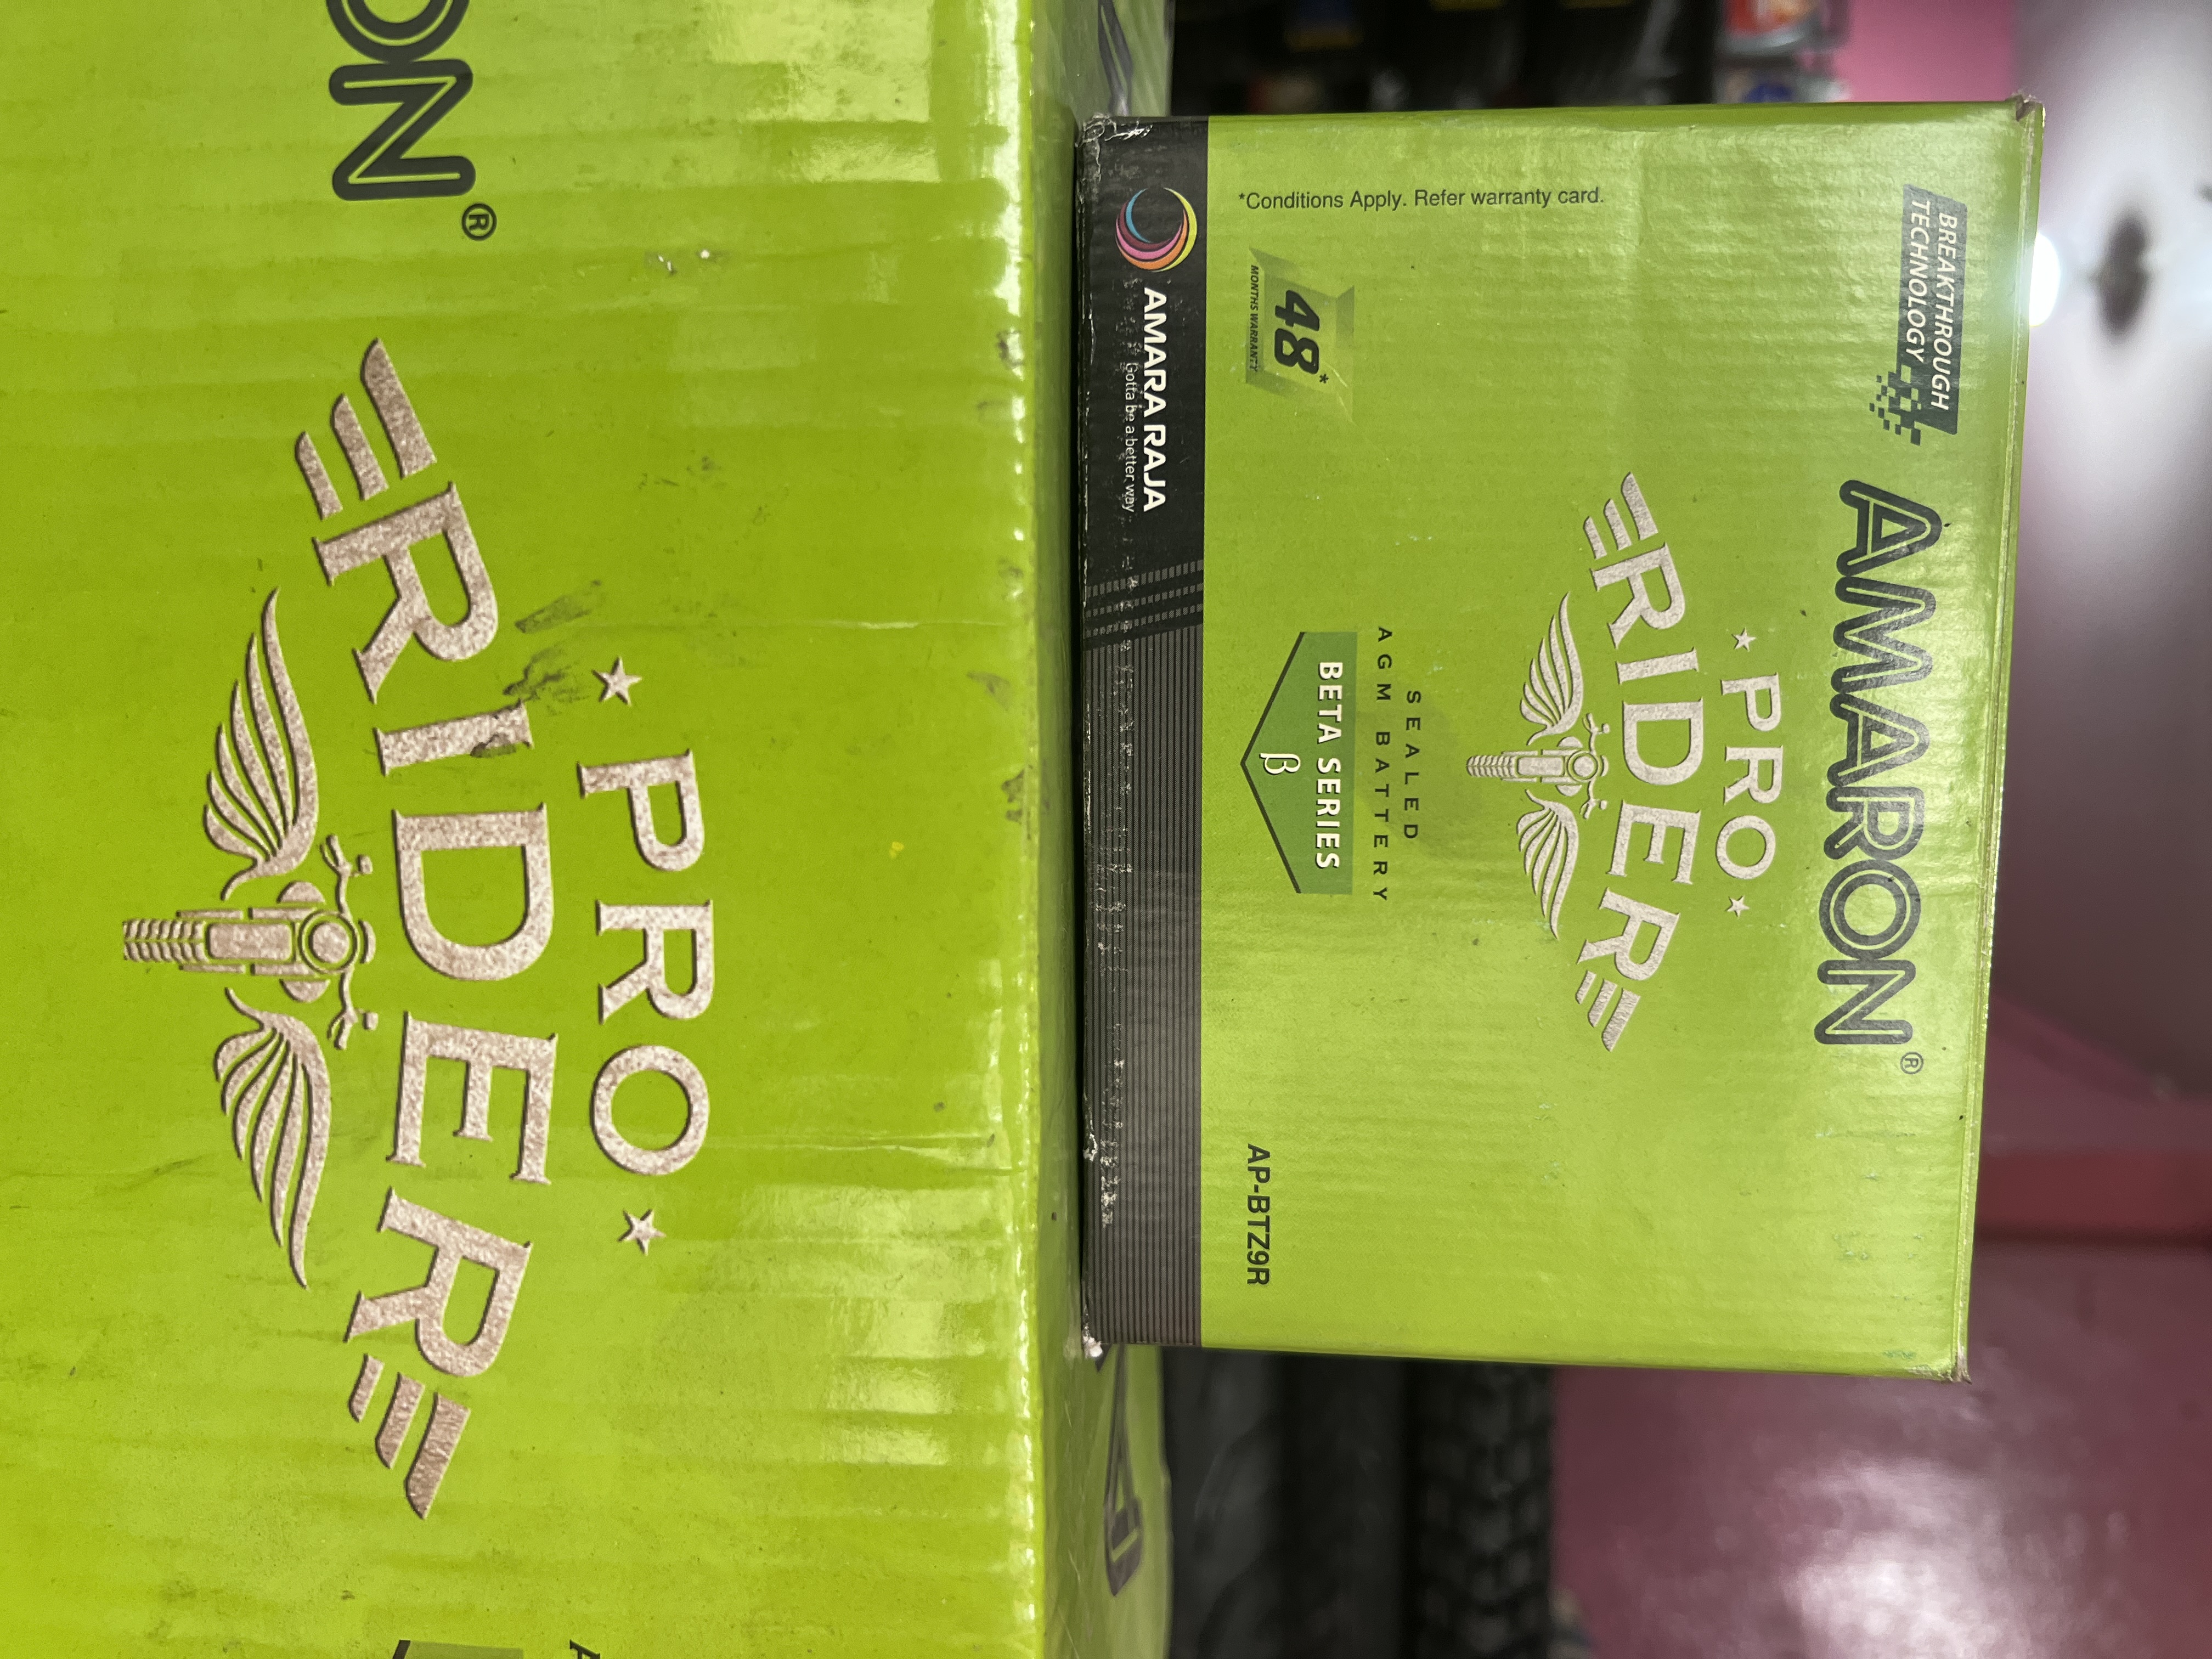 BREAKTHROUGH
TECHNOLOGY
AMARON®
PRO
RIDER
SEALED
AGM BATTERY
BETA SERIES
β
*Conditions Apply. Refer warranty card.
48*
MONTHS WARRANTY
AP-BTZ9R
AMARA RAJA
Gotta be a better way
PRO
RIDER
ON®